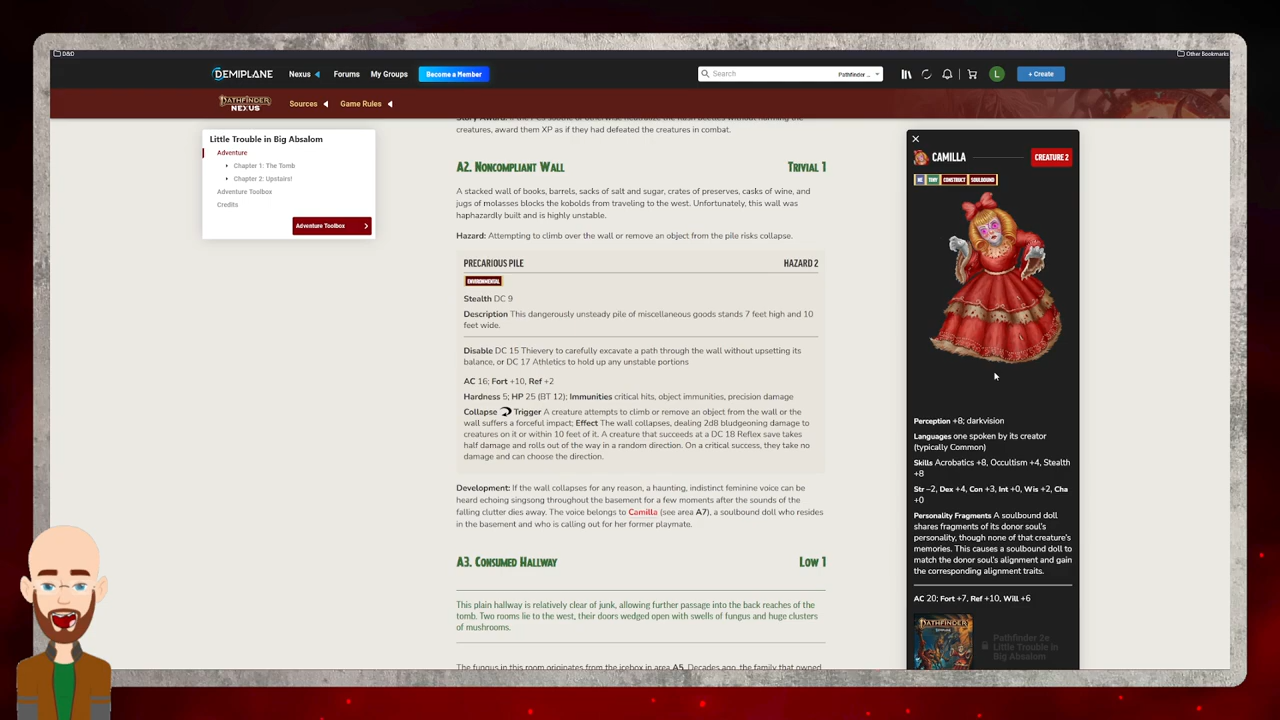 D&D
Other Bookmarks
DEMIPLANE
Nexus
Forums
My Groups
Become a Member
Search
Pathfinder ...
L
+ Create
PATHFINDER
NEXUS
Sources
Game Rules
Little Trouble in Big Absalom
Adventure
Chapter 1: The Tomb
Chapter 2: Upstairs!
Adventure Toolbox
Credits
Adventure Toolbox
creatures, award them XP as if they had defeated the creatures in combat.
A2. Noncompliant Wall
Trivial 1
A stacked wall of books, barrels, sacks of salt and sugar, crates of preserves, casks of wine, and
jugs of molasses blocks the kobolds from traveling to the west. Unfortunately, this wall was
haphazardly built and is highly unstable.
Hazard: Attempting to climb over the wall or remove an object from the pile risks collapse.
PRECARIOUS PILE
HAZARD 2
ENVIRONMENTAL
Stealth DC 9
Description This dangerously unsteady pile of miscellaneous goods stands 7 feet high and 10
feet wide.
Disable DC 15 Thievery to carefully excavate a path through the wall without upsetting its
balance, or DC 17 Athletics to hold up any unstable portions
AC 16; Fort +10, Ref +2
Hardness 5; HP 25 (BT 12); Immunities critical hits, object immunities, precision damage
Collapse Trigger A creature attempts to climb or remove an object from the wall or the
wall suffers a forceful impact; Effect The wall collapses, dealing 2d8 bludgeoning damage to
creatures on it or within 10 feet of it. A creature that succeeds at a DC 18 Reflex save takes
half damage and rolls out of the way in a random direction. On a critical success, they take no
damage and can choose the direction.
Development: If the wall collapses for any reason, a haunting, indistinct feminine voice can be
heard echoing singsong throughout the basement for a few moments after the sounds of the
falling clutter dies away. The voice belongs to Camilla (see area A7), a soulbound doll who resides
in the basement and who is calling out for her former playmate.
A3. Consumed Hallway
Low 1
This plain hallway is relatively clear of junk, allowing further passage into the back reaches of the
tomb. Two rooms lie to the west, their doors wedged open with swells of fungus and huge clusters
of mushrooms.
The fungus in this room originates from the icebox in area A5. Decades ago, the family that owned
CAMILLA
CREATURE 2
NE TINY CONSTRUCT SOULBOUND
Perception +8; darkvision
Languages one spoken by its creator
(typically Common)
Skills Acrobatics +8, Occultism +4, Stealth
+8
Str –2, Dex +4, Con +3, Int +0, Wis +2, Cha
+0
Personality Fragments A soulbound doll
shares fragments of its donor soul's
personality, though none of that creature's
memories. This causes a soulbound doll to
match the donor soul's alignment and gain
the corresponding alignment traits.
AC 20; Fort +7, Ref +10, Will +6
PATHFINDER
Pathfinder 2e
Little Trouble in
Big Absalom